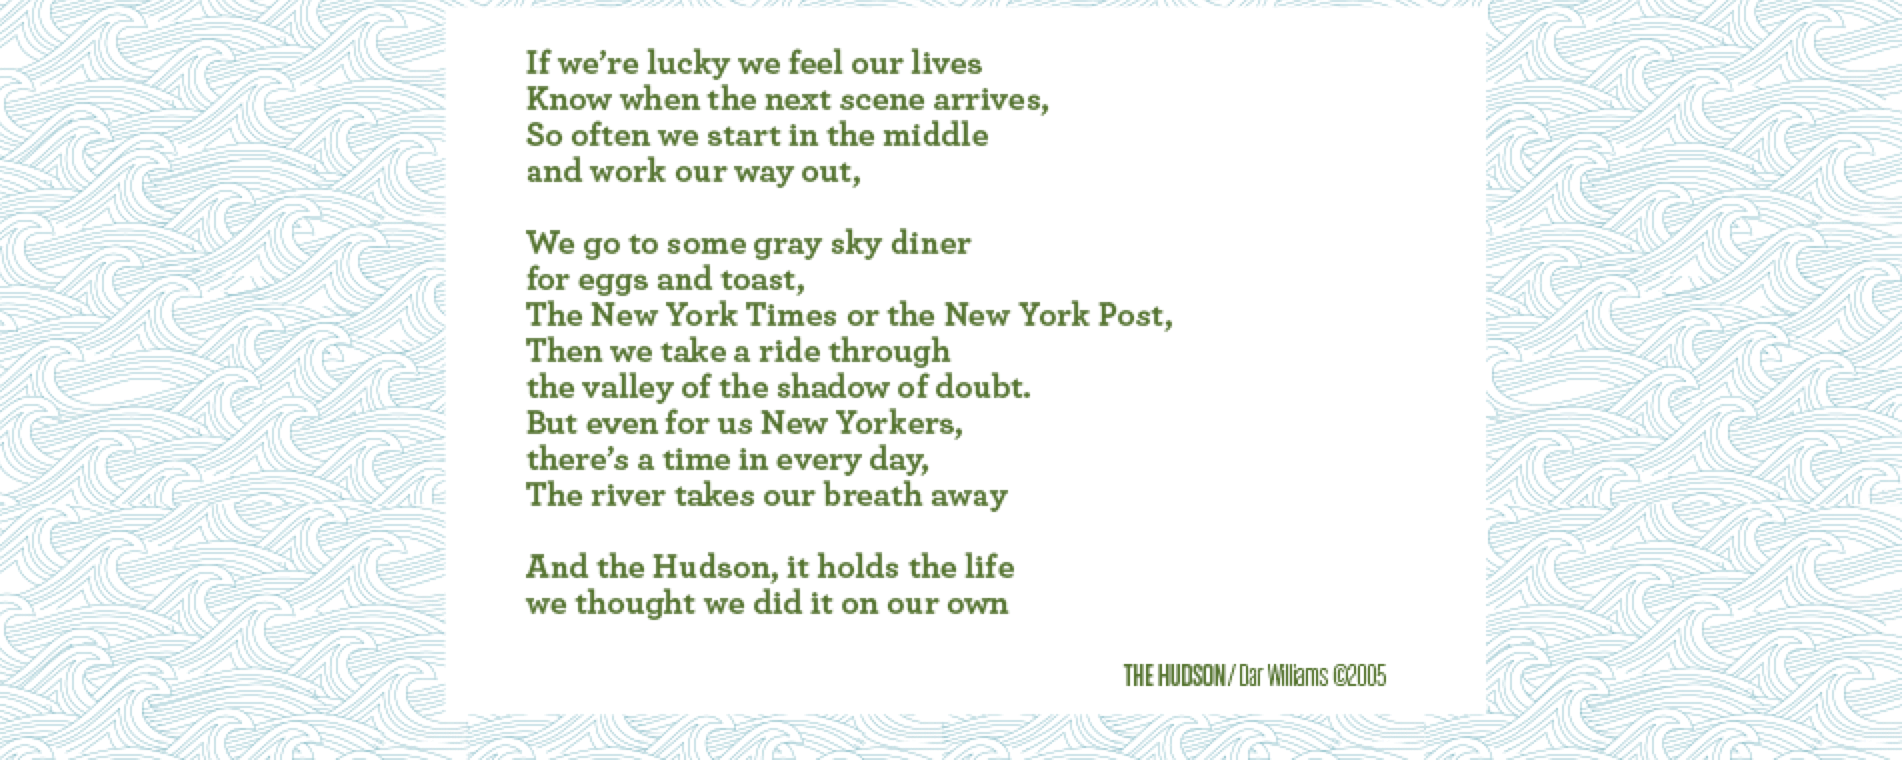 If we’re lucky we feel our lives
Know when the next scene arrives,
So often we start in the middle
and work our way out,
We go to some gray sky diner
for eggs and toast,
The New York Times or the New York Post,
Then we take a ride through
the valley of the shadow of doubt.
But even for us New Yorkers,
there’s a time in every day,
The river takes our breath away
And the Hudson, it holds the life
we thought we did it on our own
THE HUDSON / Dar Williams ©2005